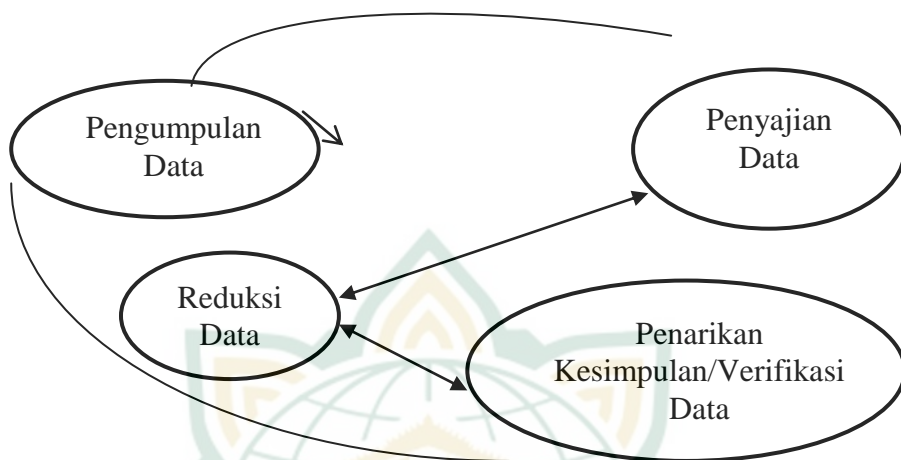 Pengumpulan
Data
Penyajian
Data
Reduksi
Data
Penarikan
Kesimpulan/Verifikasi
Data